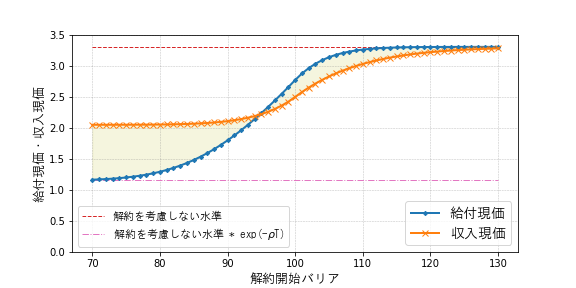 3.5
3.0
2.5
2.0
1.5
1.0
0.5
0.0
給付現価・収入現価
解約を考慮しない水準
解約を考慮しない水準 * exp(-ρT)
給付現価
収入現価
70 80 90 100 110 120 130
解約開始バリア